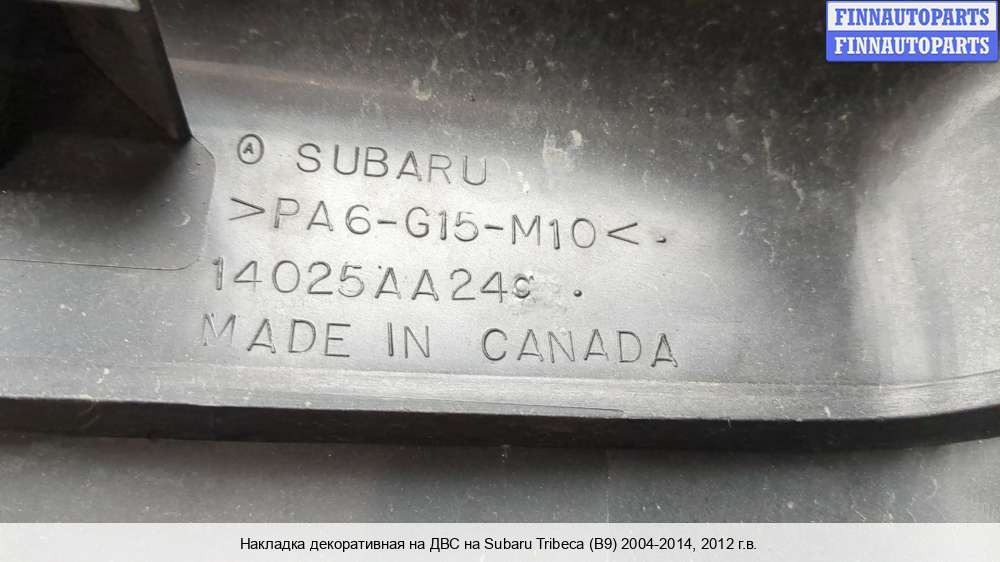 FINNAUTOPARTS
FINNAUTOPARTS
Ⓐ SUBARU
>PA6-G15-M10<.
MADE IN CANADA
Накладка декоративная на ДВС на Subaru Tribeca (B9) 2004-2014, 2012 г.в.